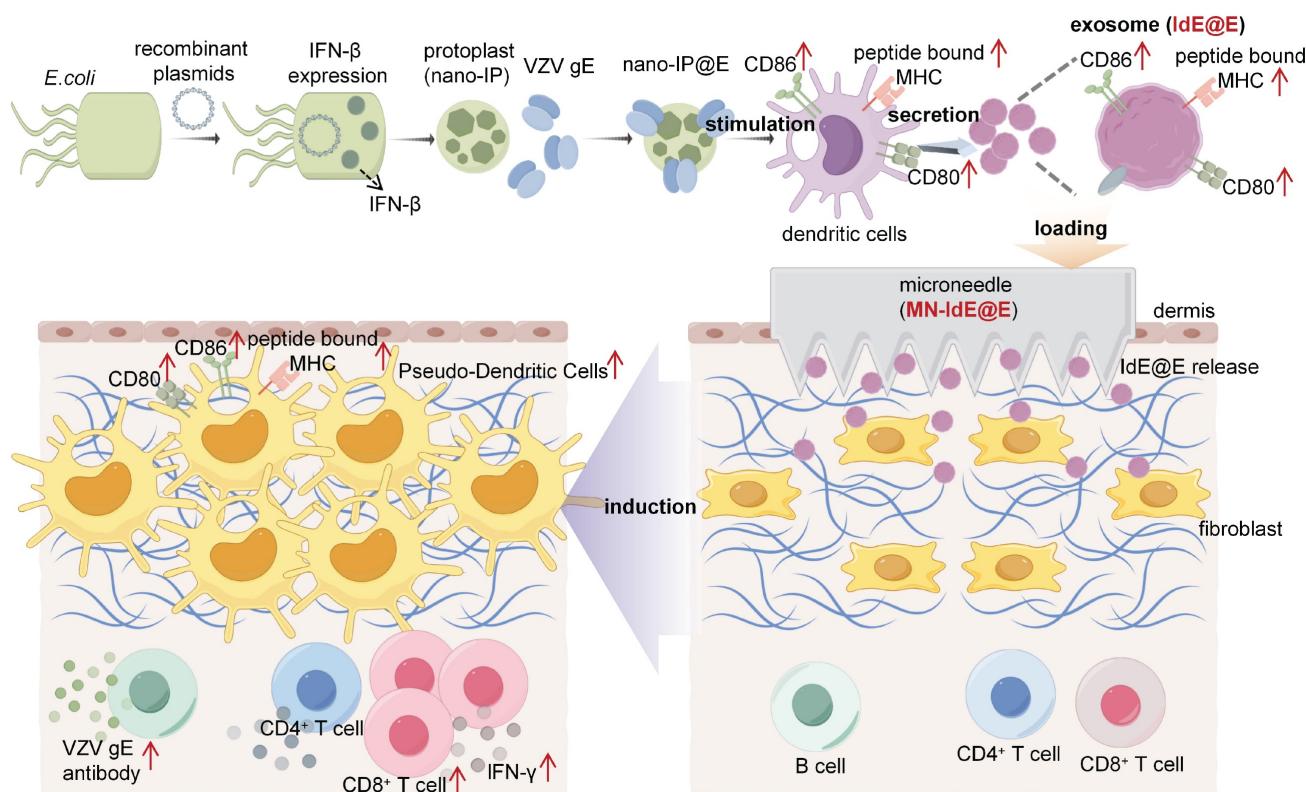 E.coli
recombinant
plasmids
IFN-β
expression
IFN-β
protoplast
(nano-IP)
VZV gE
nano-IP@E
stimulation
CD86
peptide bound
MHC
CD80
dendritic cells
secretion
exosome (IdE@E)
CD86
peptide bound
MHC
CD80
loading
microneedle
(MN-IdE@E)
dermis
IdE@E release
fibroblast
B cell
CD4⁺ T cell
CD8⁺ T cell
induction
CD80
CD86
peptide bound
MHC
Pseudo-Dendritic Cells
VZV gE
antibody
CD4⁺ T cell
CD8⁺ T cell
IFN-γ